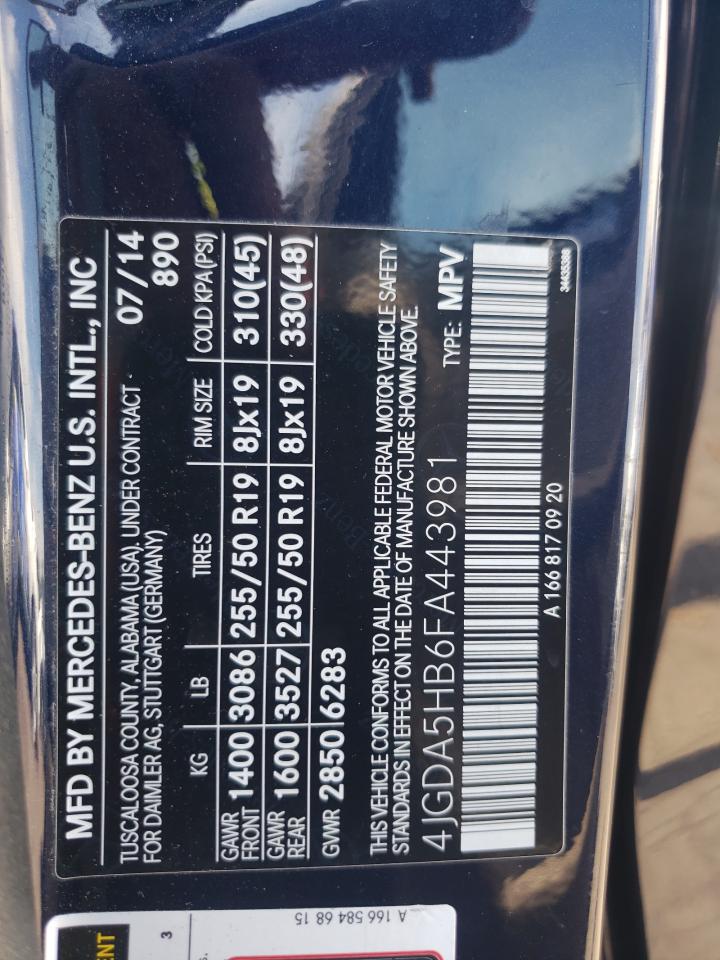 MFD BY MERCEDES-BENZ U.S. INTL., INC
TUSCALOOSA COUNTY, ALABAMA (USA), UNDER CONTRACT 07/14
FOR DAIMLER AG, STUTTGART (GERMANY) 890
KG LB TIRES RIM SIZE COLD KPA (PSI)
GAWR FRONT 1400 3086 255/50 R19 8Jx19 310(45)
GAWR REAR 1600 3527 255/50 R19 8Jx19 330(48)
GWR 2850 6283
THIS VEHICLE CONFORMS TO ALL APPLICABLE FEDERAL MOTOR VEHICLE SAFETY
STANDARDS IN EFFECT ON THE DATE OF MANUFACTURE SHOWN ABOVE.
4JGDA5HB6FA443981 TYPE: MPV
A 166 817 09 20
34435388
A 166 584 68 15
3